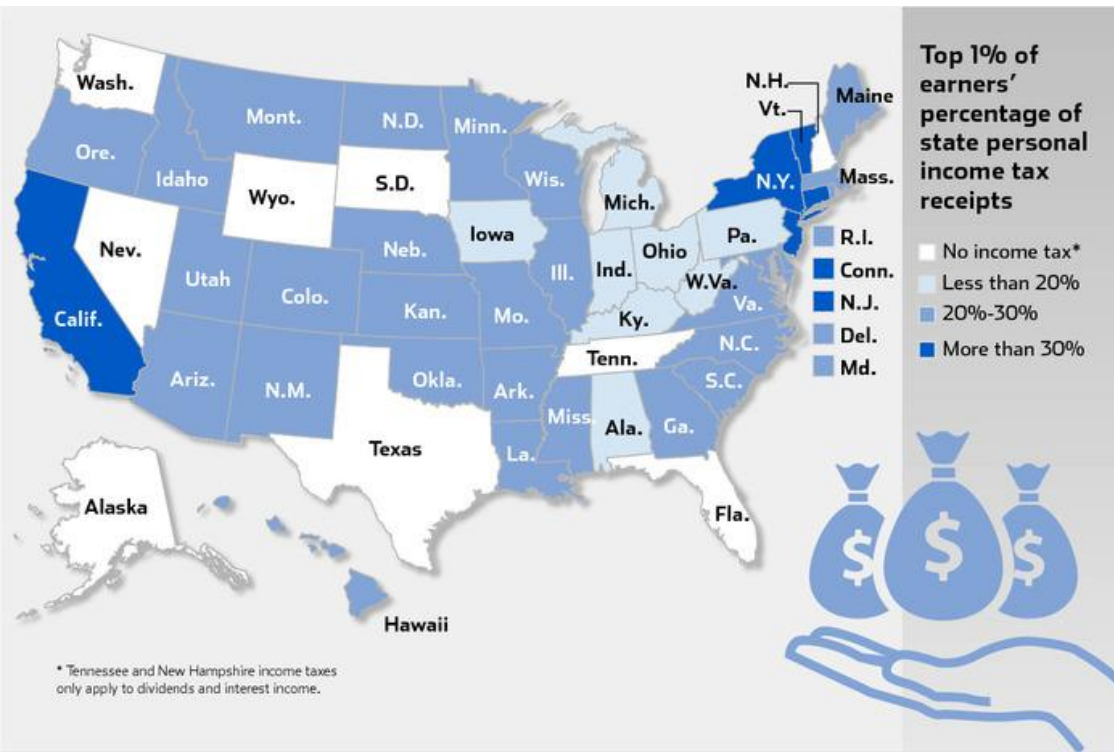 Top 1% of
earners’
percentage of
state personal
income tax
receipts
No income tax*
Less than 20%
20%-30%
More than 30%
Wash.
Mont.
N.D.
Minn.
N.H.
Vt.
Maine
Ore.
Idaho
Wyo.
S.D.
Wis.
Mich.
N.Y.
Mass.
Nev.
Utah
Colo.
Neb.
Iowa
Ill.
Ind.
Ohio
Pa.
W.Va.
Va.
R.I.
Conn.
N.J.
Del.
Md.
Calif.
Kan.
Mo.
Ky.
N.C.
Tenn.
S.C.
Ariz.
N.M.
Okla.
Ark.
Miss.
Ala.
Ga.
Texas
La.
Fla.
Alaska
Hawaii
$
$
$
* Tennessee and New Hampshire income taxes
only apply to dividends and interest income.